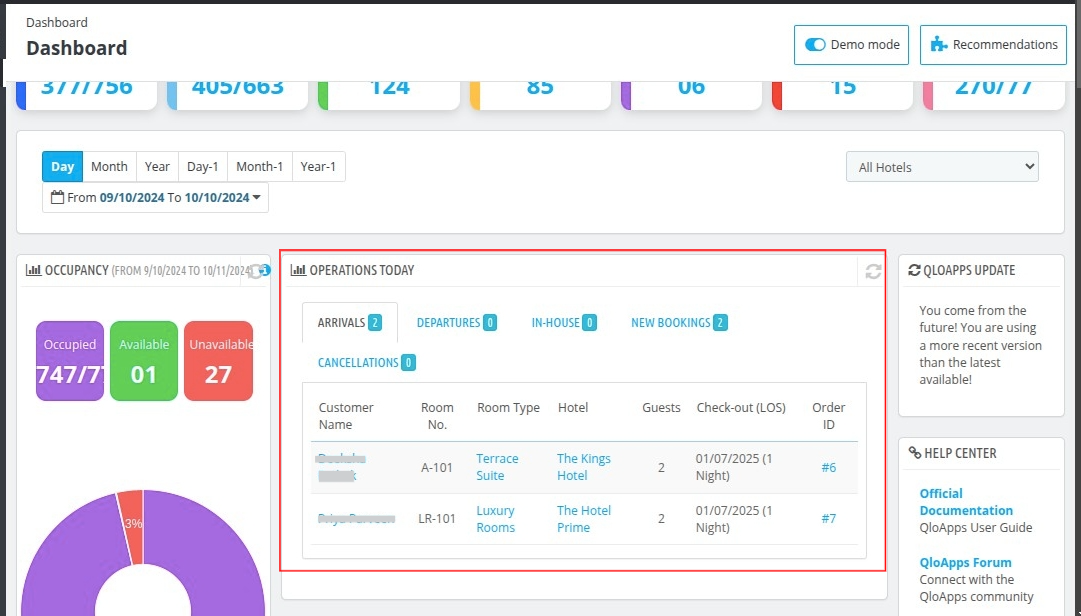 Dashboard
Dashboard
Demo mode
Recommendations
377/756
405/663
124
85
06
15
270/77
Day Month Year Day-1 Month-1 Year-1
All Hotels
From 09/10/2024 To 10/10/2024
OCCUPANCY (FROM 9/10/2024 TO 10/11/2024
1
Occupied
747/77
Available
01
Unavailable
27
3%
OPERATIONS TODAY
ARRIVALS 2
DEPARTURES 0
IN-HOUSE 0
NEW BOOKINGS 2
CANCELLATIONS 0
Customer Name Room No. Room Type Hotel Guests Check-out (LOS) Order ID
A-101 Terrace Suite The Kings Hotel 2 01/07/2025 (1 Night) #6
LR-101 Luxury Rooms The Hotel Prime 2 01/07/2025 (1 Night) #7
QLOAPPS UPDATE
You come from the
future! You are using
a more recent version
than the latest
available!
HELP CENTER
Official
Documentation
QloApps User Guide
QloApps Forum
Connect with the
QloApps community